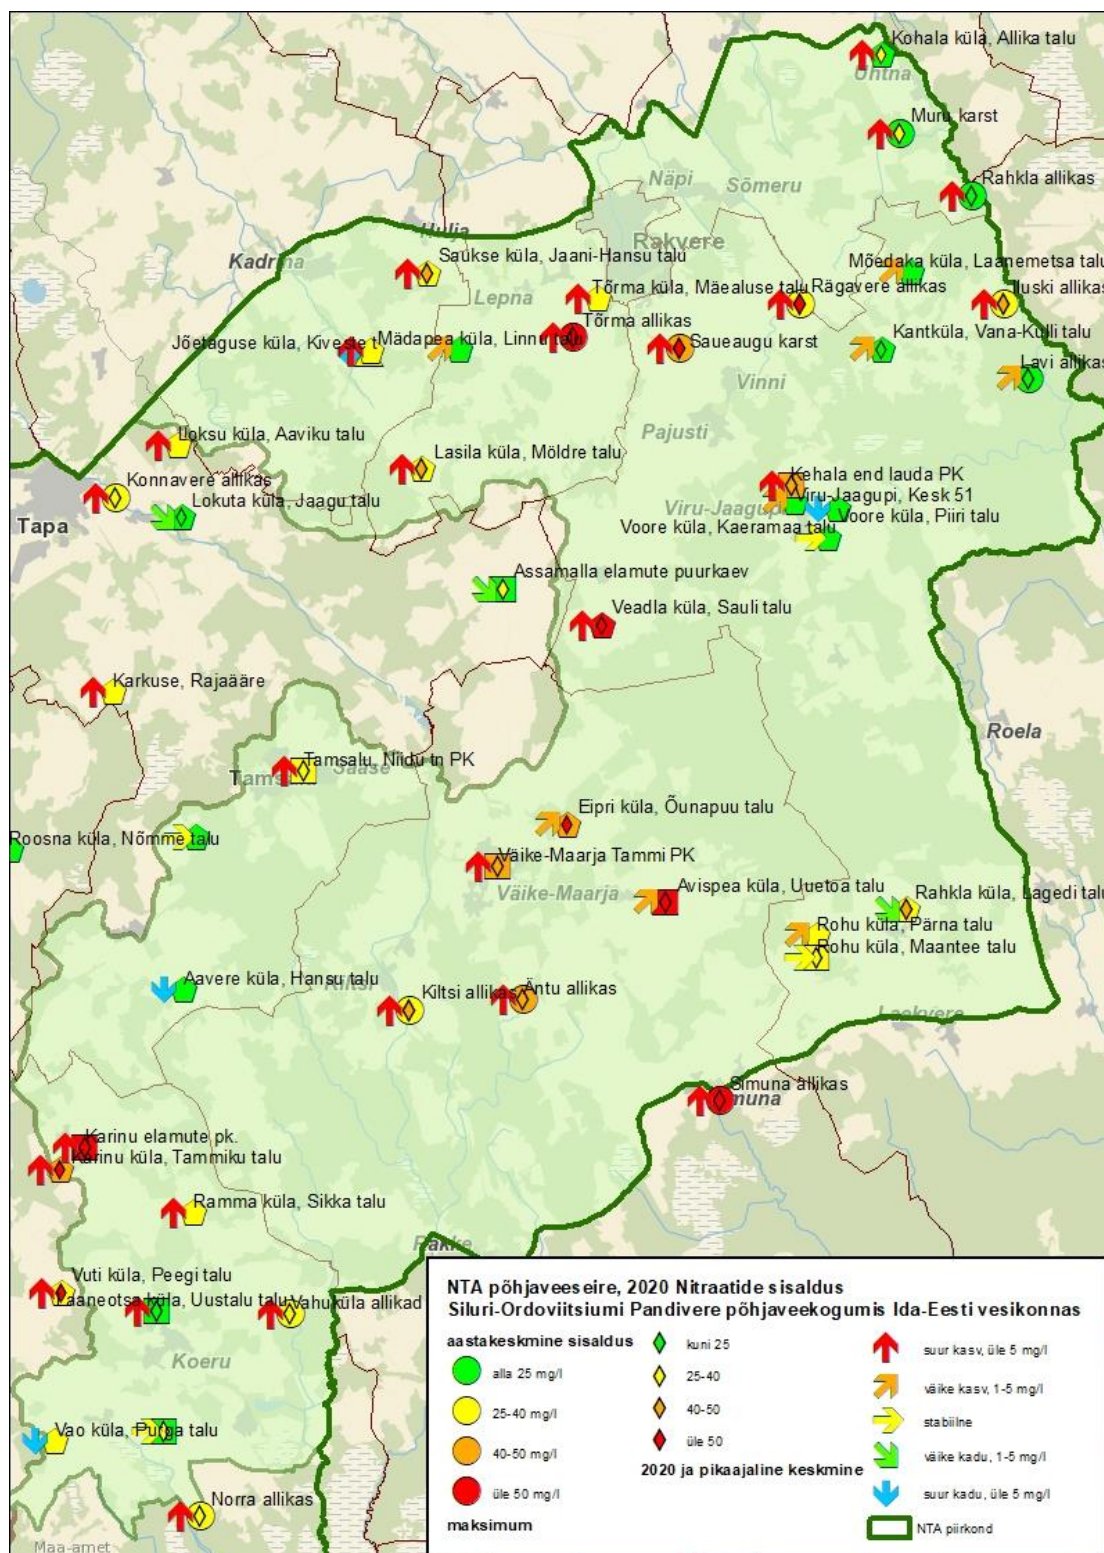 Kohala küla, Allika talu
Uhtna
Muru karst
Näpi
Sõmeru
Rahkla allikas
Hulja
Rakvere
Kadrina
Saukse küla, Jaani-Hansu talu
Mõedaka küla, Laanemetsa talu
Lepna
Tõrma küla, Mäealuse talu
Rägavere allikas
Iluski allikas
Tõrma allikas
Jõetaguse küla, Kiveste t
Mädapea küla, Linnu talu
Saueaugu karst
Kantküla, Vana-Kulli talu
Lavi allikas
Vinni
Pajusti
Loksu küla, Aaviku talu
Lasila küla, Möldre talu
Kehala end lauda PK
Konnavere allikas
Lokuta küla, Jaagu talu
Viru-Jaagupi, Kesk 51
Viru-Jaagupi
Voore küla, Piiri talu
Tapa
Voore küla, Kaeramaa talu
Assamalla elamute puurkaev
Veadla küla, Sauli talu
Karkuse, Rajaääre
Roela
Tamsalu, Niidu tn PK
Tamsalu
Sääse
Eipri küla, Õunapuu talu
Roosna küla, Nõmme talu
Väike-Maarja Tammi PK
Väike-Maarja
Avispea küla, Uuetoa talu
Rahkla küla, Lagedi talu
Rohu küla, Pärna talu
Rohu küla, Maantee talu
Aavere küla, Hansu talu
Kiltsi
Kiltsi allikas
Äntu allikas
Laekvere
Simuna allikas
Simuna
Karinu elamute pk.
Karinu küla, Tammiku talu
Ramma küla, Sikka talu
Rakke
Vuti küla, Peegi talu
Laaneotsa küla, Uustalu talu
Vahuküla allikad
Koeru
Vao küla, Purga talu
Norra allikas
Maa-amet
NTA põhjaveeseire, 2020 Nitraatide sisaldus
Siluri-Ordoviitsiumi Pandivere põhjaveekogumis Ida-Eesti vesikonnas
aastakeskmine sisaldus
alla 25 mg/l
25-40 mg/l
40-50 mg/l
üle 50 mg/l
maksimum
kuni 25
25-40
40-50
üle 50
2020 ja pikaajaline keskmine
suur kasv, üle 5 mg/l
väike kasv, 1-5 mg/l
stabiilne
väike kadu, 1-5 mg/l
suur kadu, üle 5 mg/l
NTA piirkond